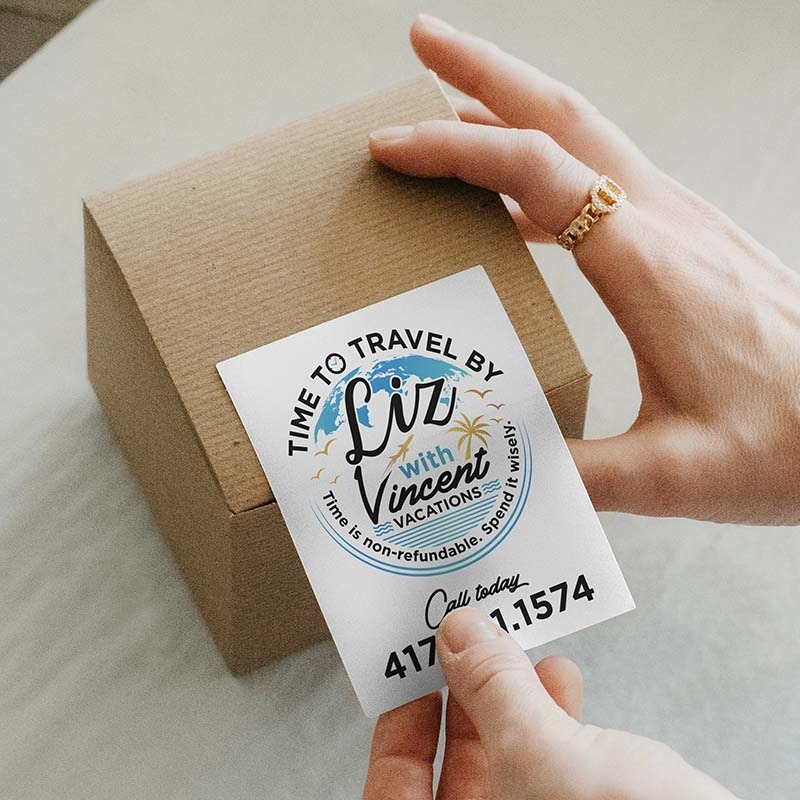 TIME TO TRAVEL BY
Liz
with
Vincent
VACATIONS
Time is non-refundable. Spend it wisely.
Call today
417 1.1574